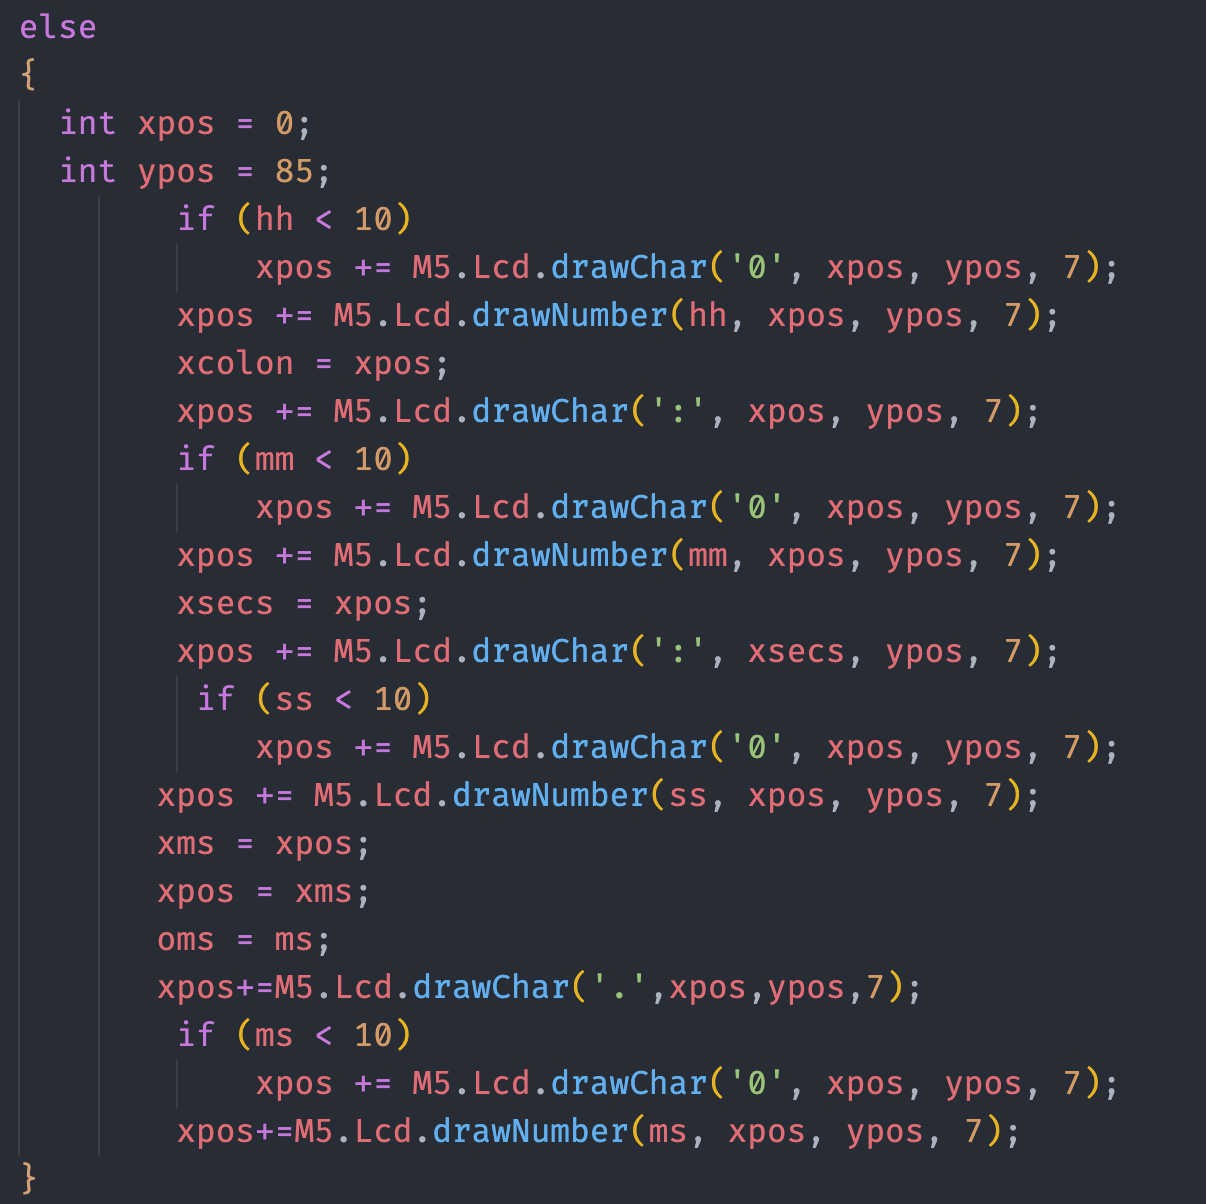 else
{
  int xpos = 0;
  int ypos = 85;
        if (hh < 10)
            xpos += M5.Lcd.drawChar('0', xpos, ypos, 7);
        xpos += M5.Lcd.drawNumber(hh, xpos, ypos, 7);
        xcolon = xpos;
        xpos += M5.Lcd.drawChar(':', xpos, ypos, 7);
        if (mm < 10)
            xpos += M5.Lcd.drawChar('0', xpos, ypos, 7);
        xpos += M5.Lcd.drawNumber(mm, xpos, ypos, 7);
        xsecs = xpos;
        xpos += M5.Lcd.drawChar(':', xsecs, ypos, 7);
         if (ss < 10)
            xpos += M5.Lcd.drawChar('0', xpos, ypos, 7);
       xpos += M5.Lcd.drawNumber(ss, xpos, ypos, 7);
       xms = xpos;
       xpos = xms;
       oms = ms;
       xpos+=M5.Lcd.drawChar('.',xpos,ypos,7);
        if (ms < 10)
            xpos += M5.Lcd.drawChar('0', xpos, ypos, 7);
        xpos+=M5.Lcd.drawNumber(ms, xpos, ypos, 7);
}